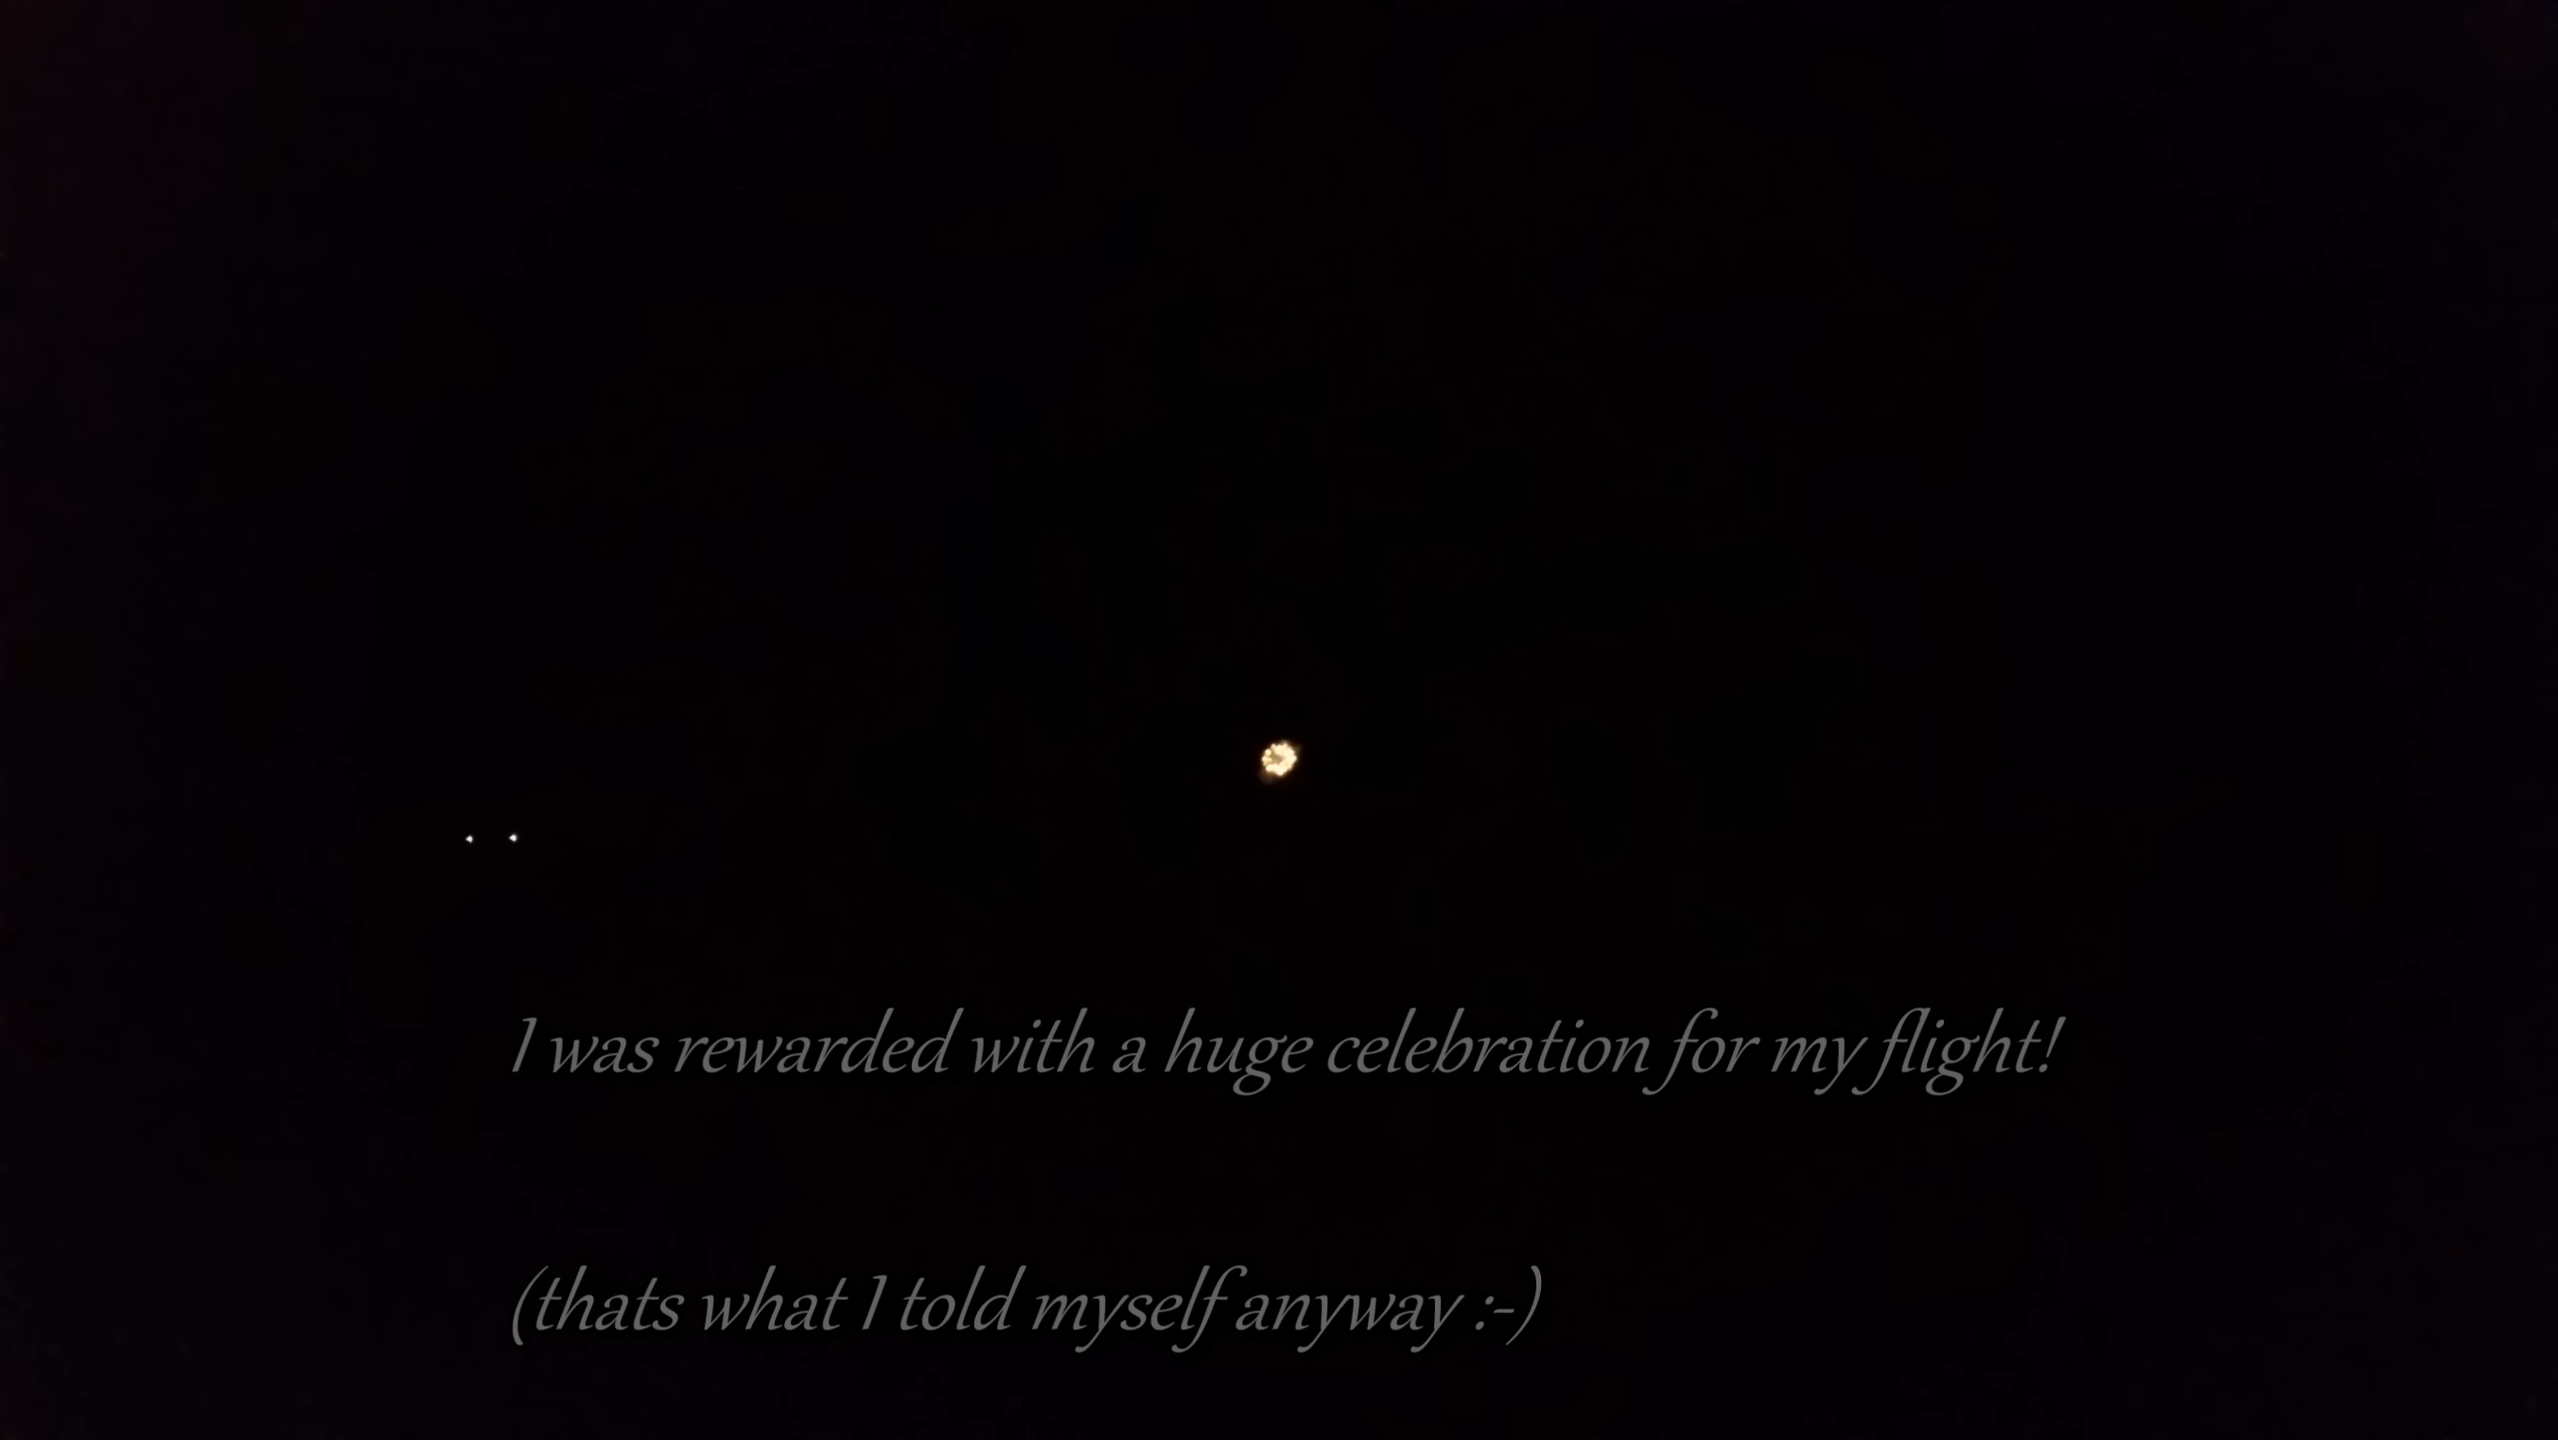 I was rewarded with a huge celebration for my flight!
(thats what I told myself anyway :-)